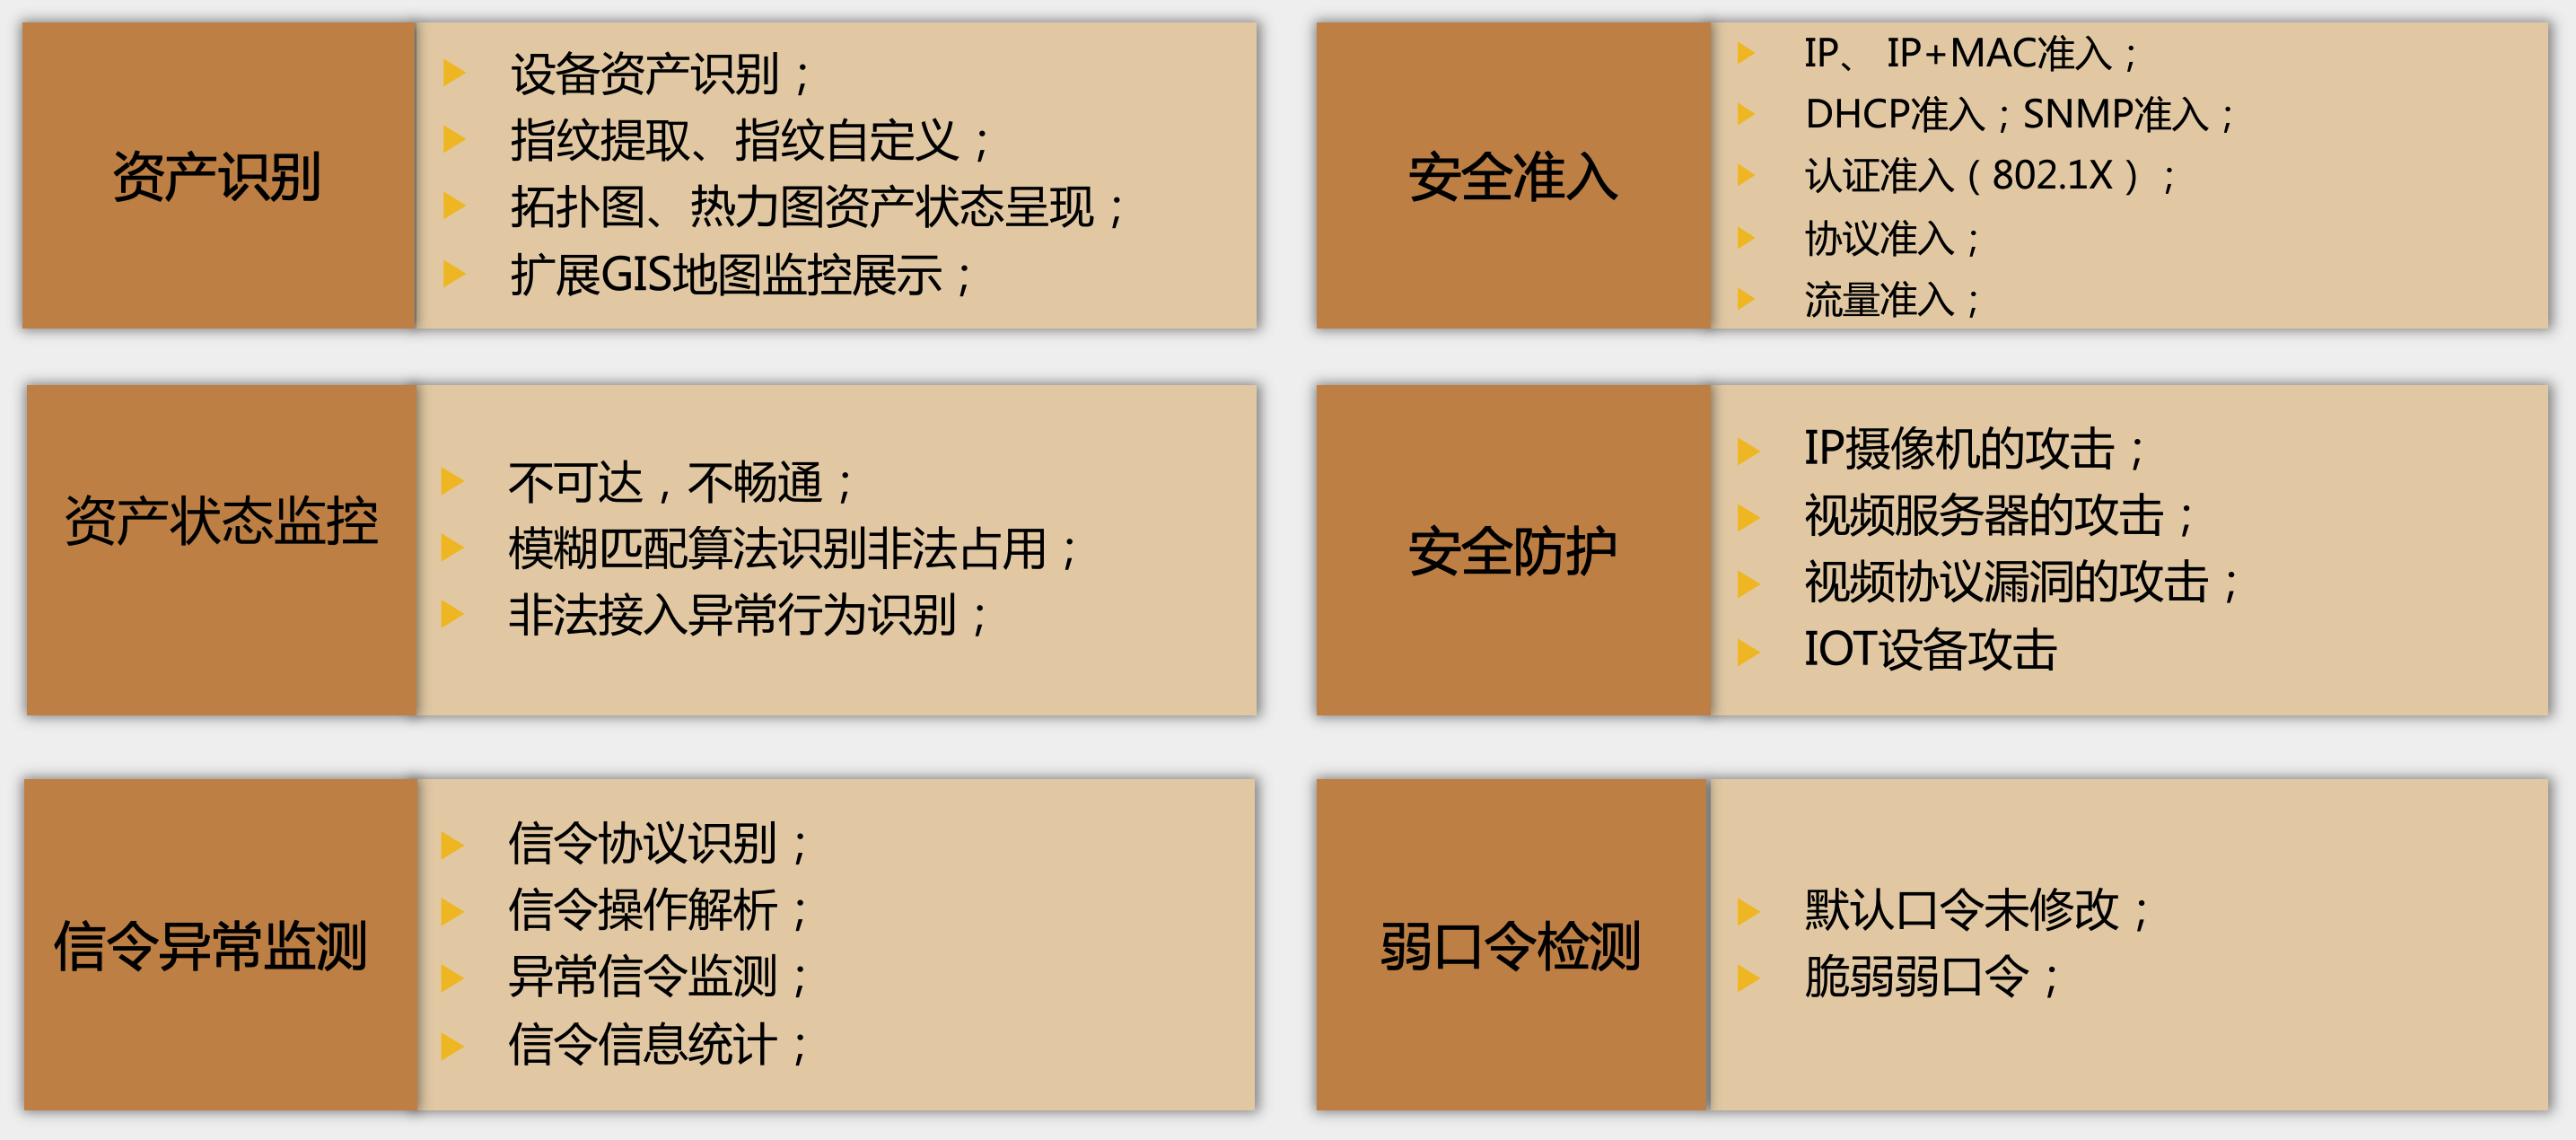 资产识别
设备资产识别；
指纹提取、指纹自定义；
拓扑图、热力图资产状态呈现；
扩展GIS地图监控展示；
安全准入
IP、 IP+MAC准入；
DHCP准入；SNMP准入；
认证准入（802.1X）；
协议准入；
流量准入；
资产状态监控
不可达，不畅通；
模糊匹配算法识别非法占用；
非法接入异常行为识别；
安全防护
IP摄像机的攻击；
视频服务器的攻击；
视频协议漏洞的攻击；
IOT设备攻击
信令异常监测
信令协议识别；
信令操作解析；
异常信令监测；
信令信息统计；
弱口令检测
默认口令未修改；
脆弱弱口令；